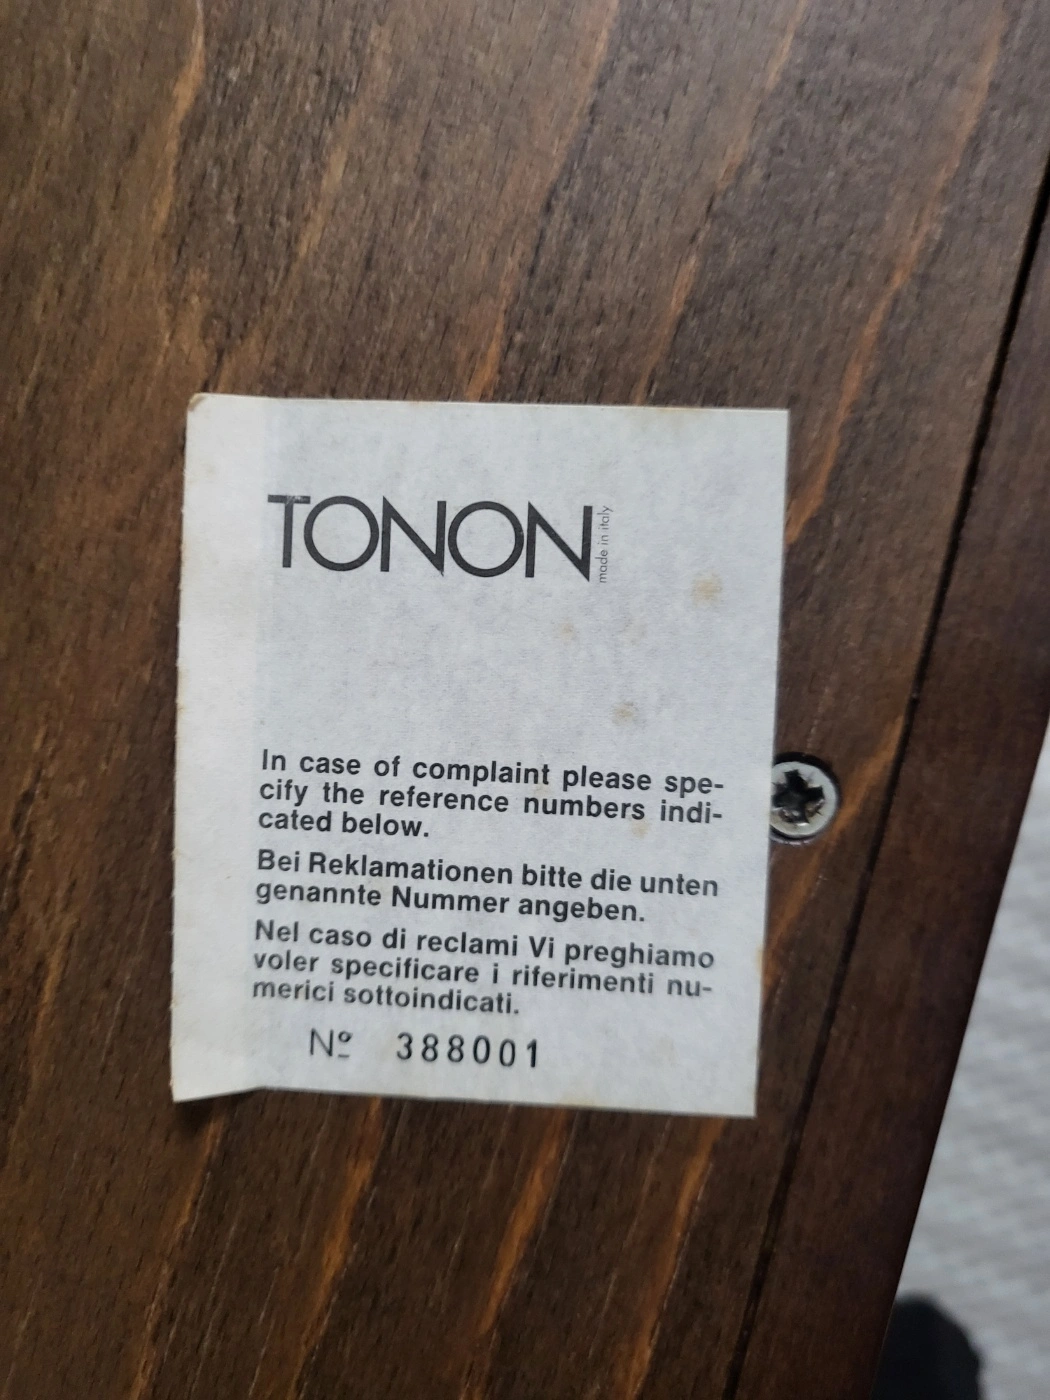 TONON
made in italy
In case of complaint please spe-
cify the reference numbers indi-
cated below.
Bei Reklamationen bitte die unten
genannte Nummer angeben.
Nel caso di reclami Vi preghiamo
voler specificare i riferimenti nu-
merici sottoindicati.
Nº 388001